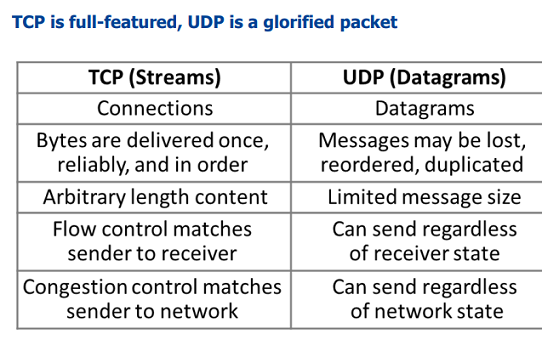 TCP is full-featured, UDP is a glorified packet
TCP (Streams)
UDP (Datagrams)
Connections
Datagrams
Bytes are delivered once,
reliably, and in order
Messages may be lost,
reordered, duplicated
Arbitrary length content
Limited message size
Flow control matches
sender to receiver
Can send regardless
of receiver state
Congestion control matches
sender to network
Can send regardless
of network state